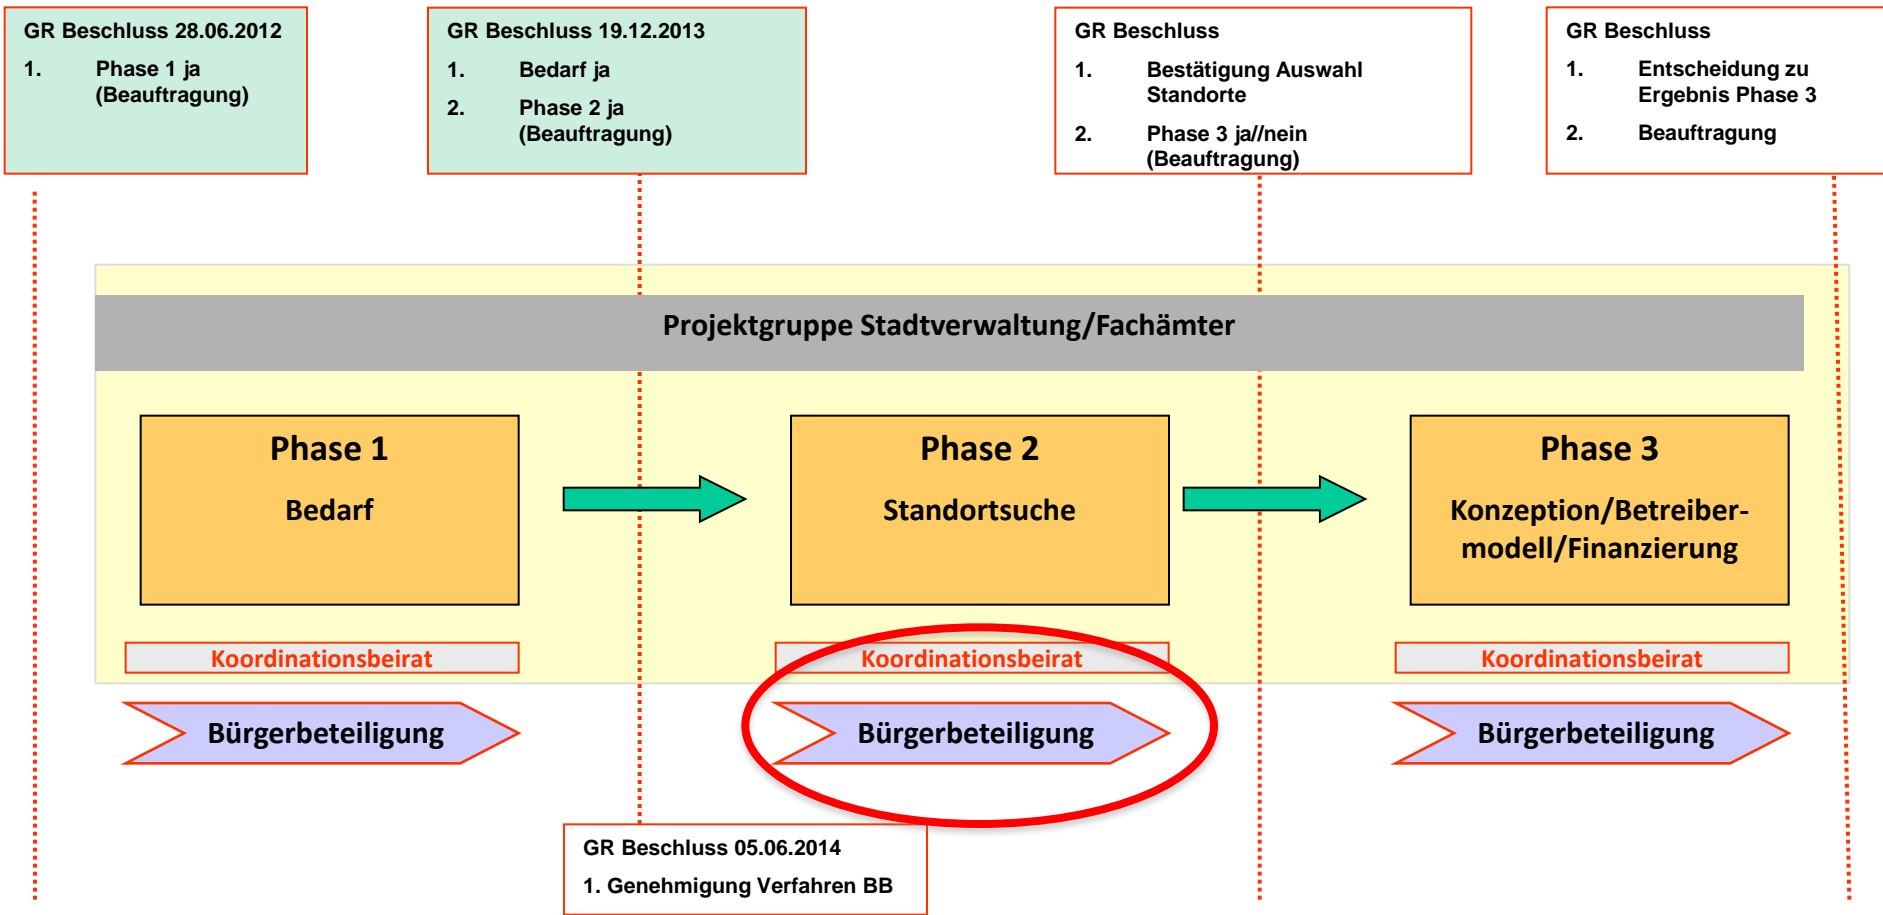 GR Beschluss 28.06.2012
1. Phase 1 ja
(Beauftragung)
GR Beschluss 19.12.2013
1. Bedarf ja
2. Phase 2 ja
(Beauftragung)
GR Beschluss
1. Bestätigung Auswahl
Standorte
2. Phase 3 ja//nein
(Beauftragung)
GR Beschluss
1. Entscheidung zu
Ergebnis Phase 3
2. Beauftragung
Projektgruppe Stadtverwaltung/Fachämter
Phase 1
Bedarf
Phase 2
Standortsuche
Phase 3
Konzeption/Betreiber-
modell/Finanzierung
Koordinationsbeirat
Koordinationsbeirat
Koordinationsbeirat
Bürgerbeteiligung
Bürgerbeteiligung
Bürgerbeteiligung
GR Beschluss 05.06.2014
1. Genehmigung Verfahren BB